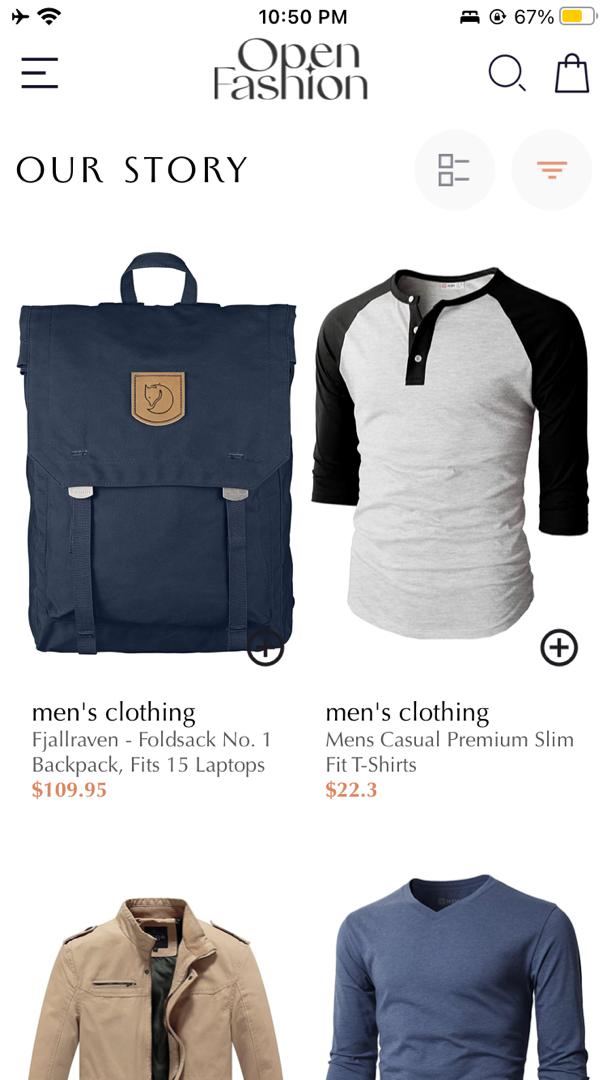 10:50 PM
67%
Open
Fashion
OUR STORY
men's clothing
Fjallraven - Foldsack No. 1
Backpack, Fits 15 Laptops
$109.95
men's clothing
Mens Casual Premium Slim
Fit T-Shirts
$22.3